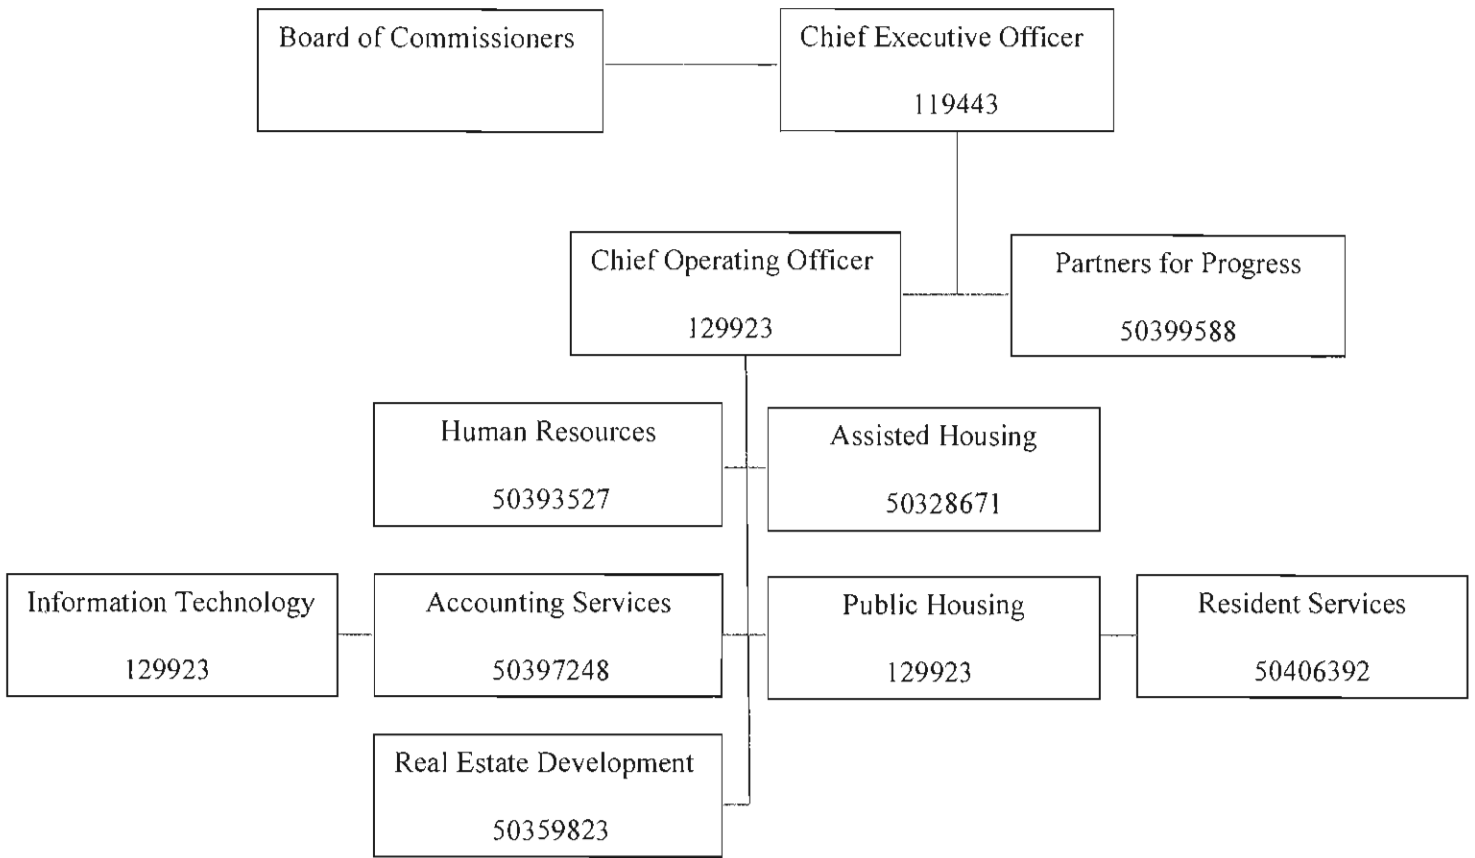 Board of Commissioners
Chief Executive Officer
119443
Chief Operating Officer
129923
Partners for Progress
50399588
Human Resources
50393527
Assisted Housing
50328671
Information Technology
129923
Accounting Services
50397248
Public Housing
129923
Resident Services
50406392
Real Estate Development
50359823